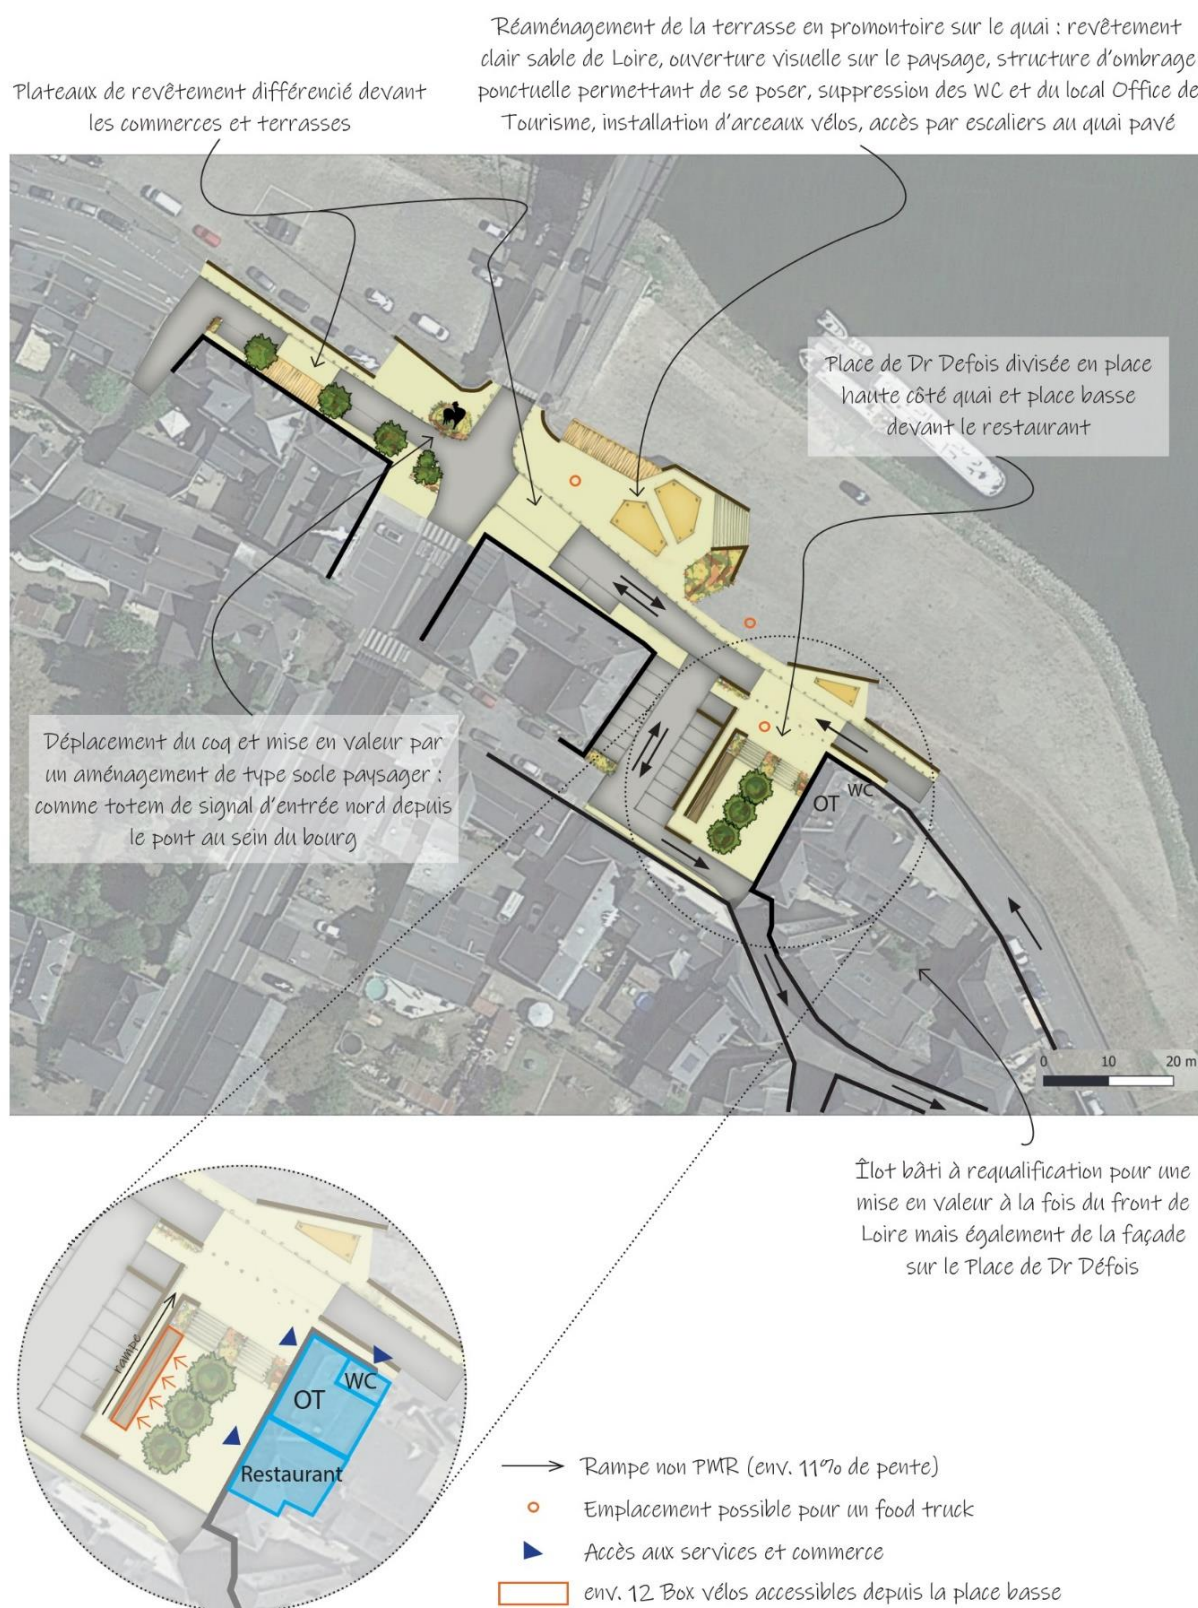 Réaménagement de la terrasse en promontoire sur le quai : revêtement
clair sable de Loire, ouverture visuelle sur le paysage, structure d'ombrage
ponctuelle permettant de se poser, suppression des WC et du local Office de
Tourisme, installation d'arceaux vélos, accès par escaliers au quai pavé
Plateaux de revêtement différencié devant
les commerces et terrasses
Place de Dr Defois divisée en place
haute côté quai et place basse
devant le restaurant
Déplacement du coq et mise en valeur par
un aménagement de type socle paysager :
comme totem de signal d'entrée nord depuis
le pont au sein du bourg
OT
WC
0 10 20 m
Îlot bâti à requalification pour une
mise en valeur à la fois du front de
Loire mais également de la façade
sur le Place de Dr Défois
rampe
OT
WC
Restaurant
Rampe non PMR (env. 11% de pente)
Emplacement possible pour un food truck
Accès aux services et commerce
env. 12 Box vélos accessibles depuis la place basse